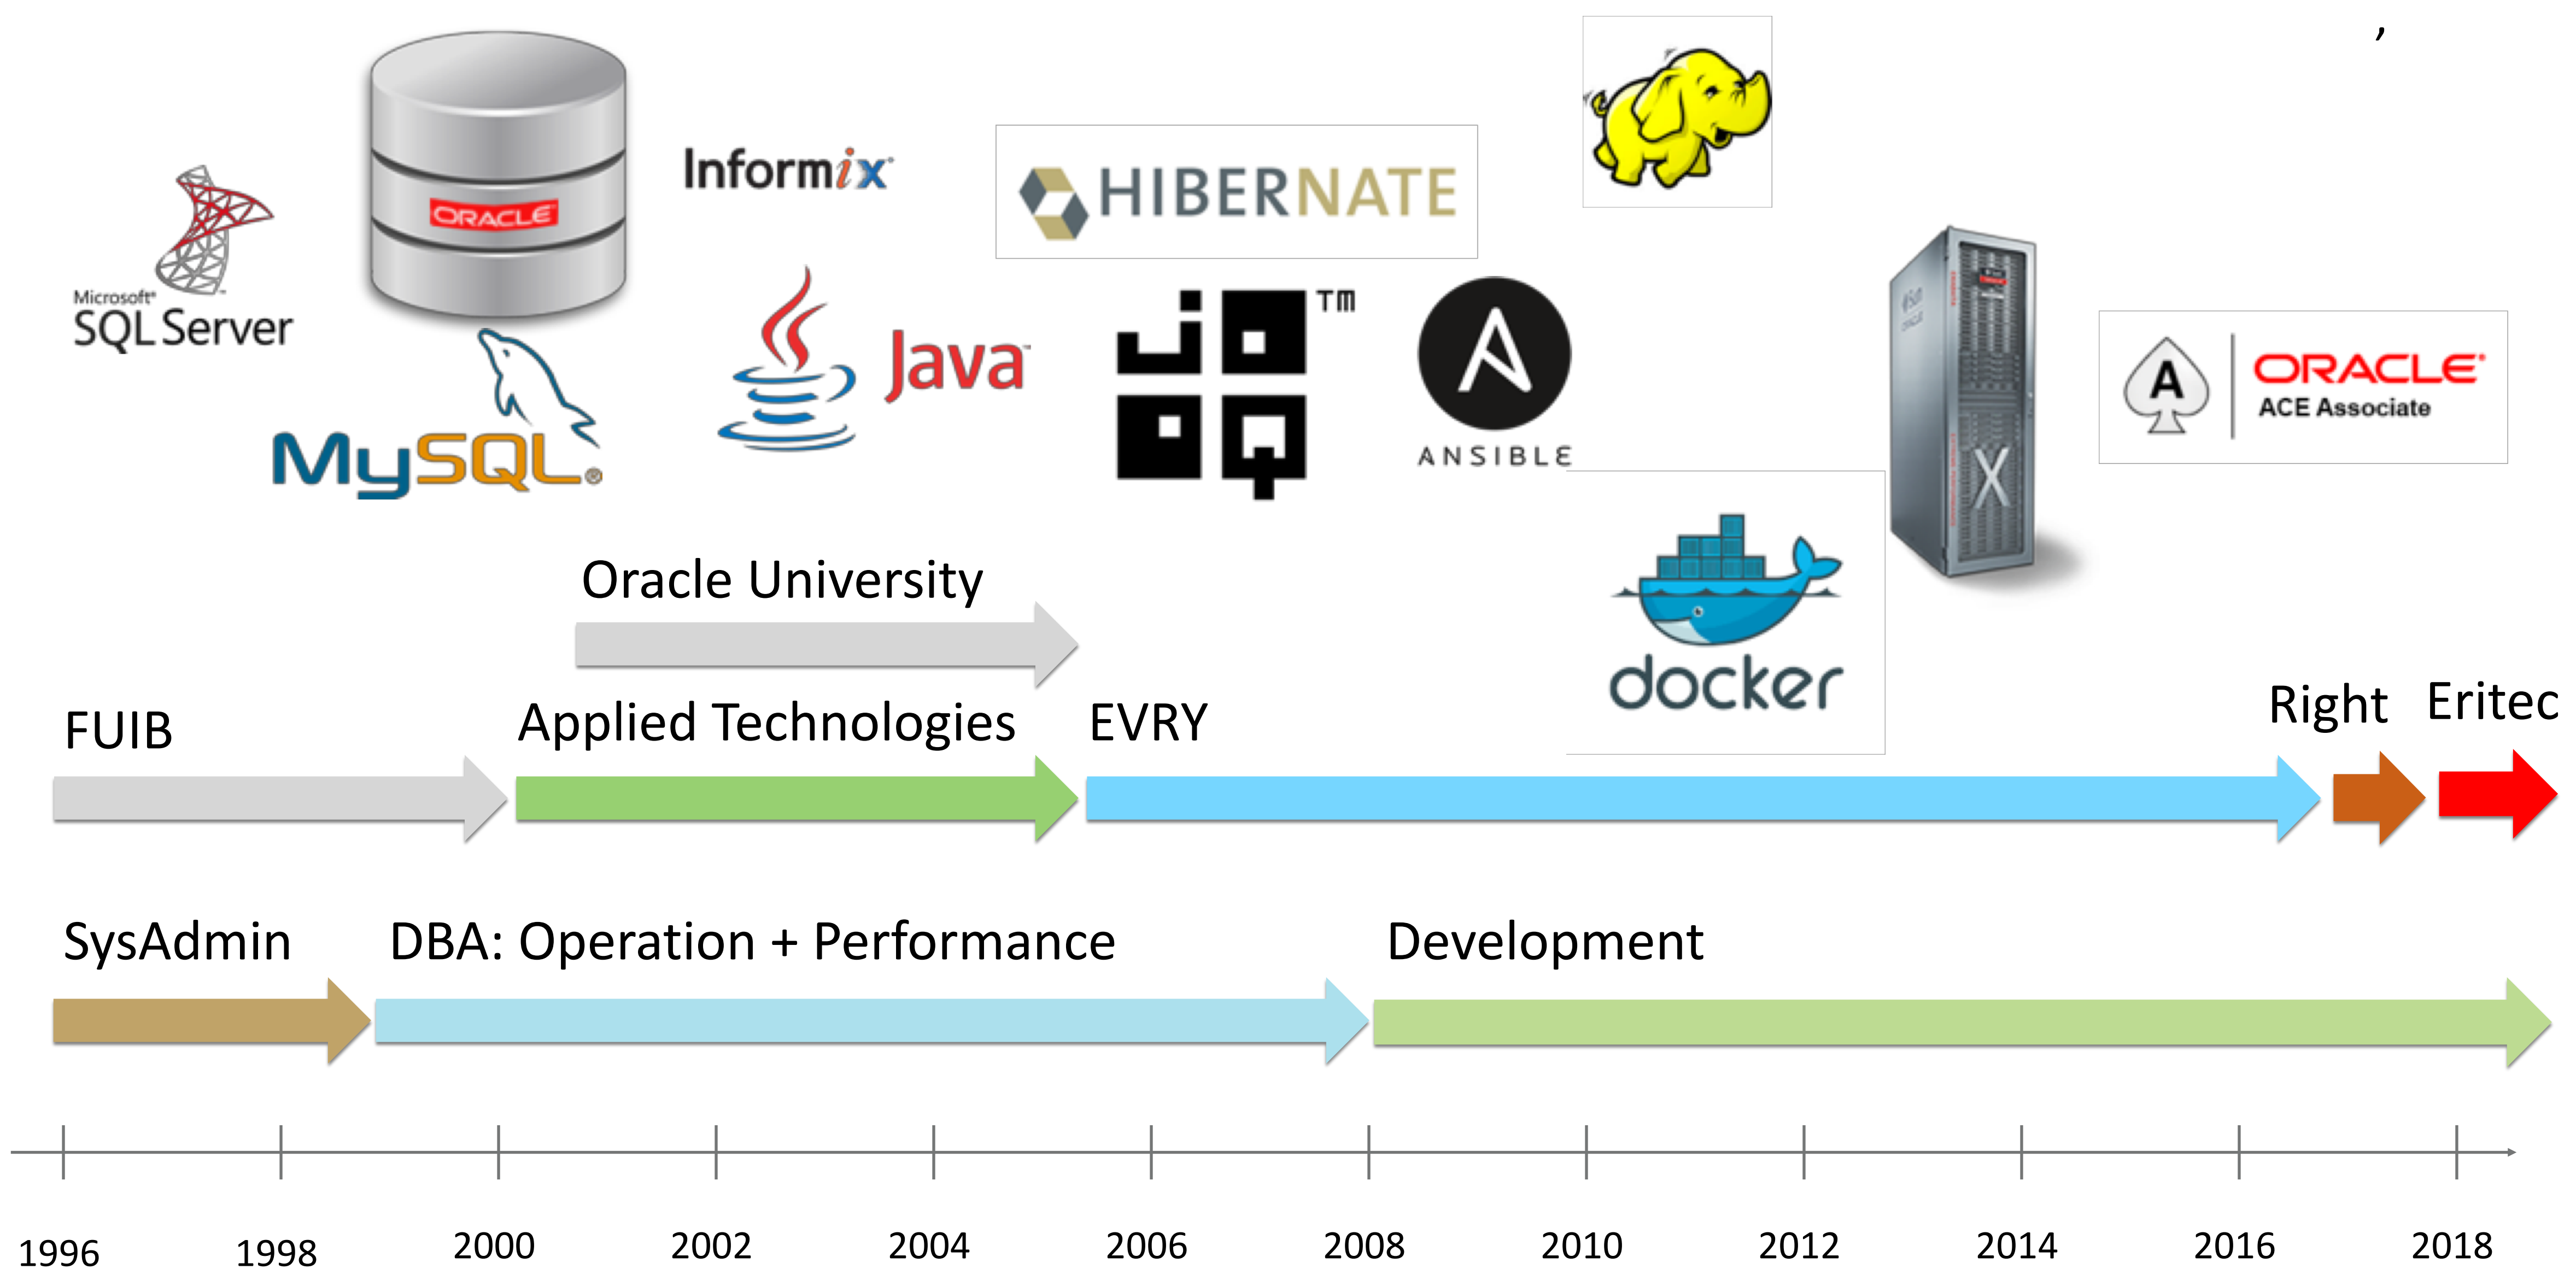 ,
Microsoft®
SQL Server
ORACLE
MySQL®
Informix
Java
HIBERNATE
JOOQ™
ANSIBLE
docker
X
A
ORACLE®
ACE Associate
Oracle University
FUIB
Applied Technologies
EVRY
Right
Eritec
SysAdmin
DBA: Operation + Performance
Development
1996 1998 2000 2002 2004 2006 2008 2010 2012 2014 2016 2018